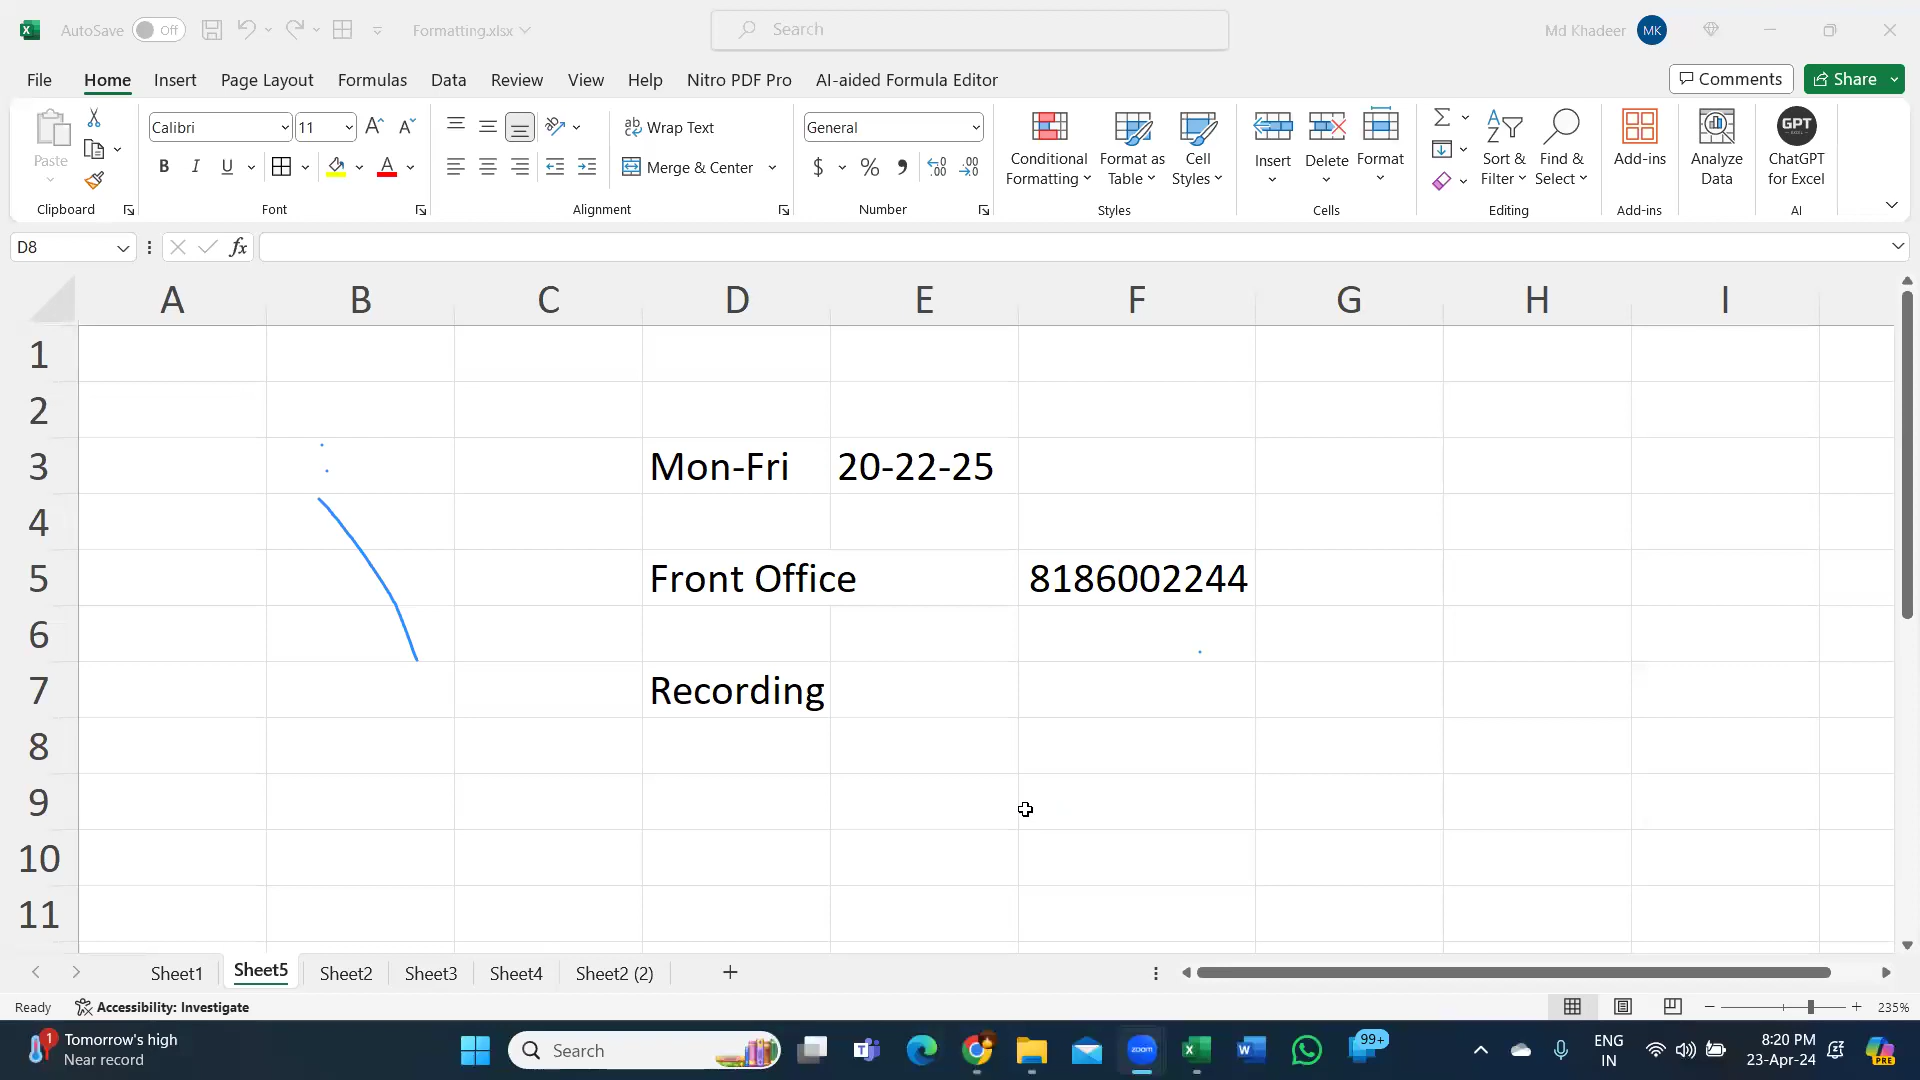 AutoSave Off Formatting.xlsx Search Md Khadeer MK
File Home Insert Page Layout Formulas Data Review View Help Nitro PDF Pro AI-aided Formula Editor Comments Share
Paste Calibri 11 Wrap Text General Conditional Formatting Format as Table Cell Styles Insert Delete Format Sort & Filter Find & Select Add-ins Analyze Data ChatGPT for Excel
B I U Merge & Center $ % GPT
Clipboard Font Alignment Number Styles Cells Editing Add-ins AI
D8 fx
A B C D E F G H I
1
2
3 Mon-Fri 20-22-25
4
5 Front Office 8186002244
6
7 Recording
8
9
10
11
Sheet1 Sheet5 Sheet2 Sheet3 Sheet4 Sheet2 (2)
Ready Accessibility: Investigate 235%
1 Tomorrow's high Search zoom 99+ ENG 8:20 PM
Near record IN 23-Apr-24 PRE